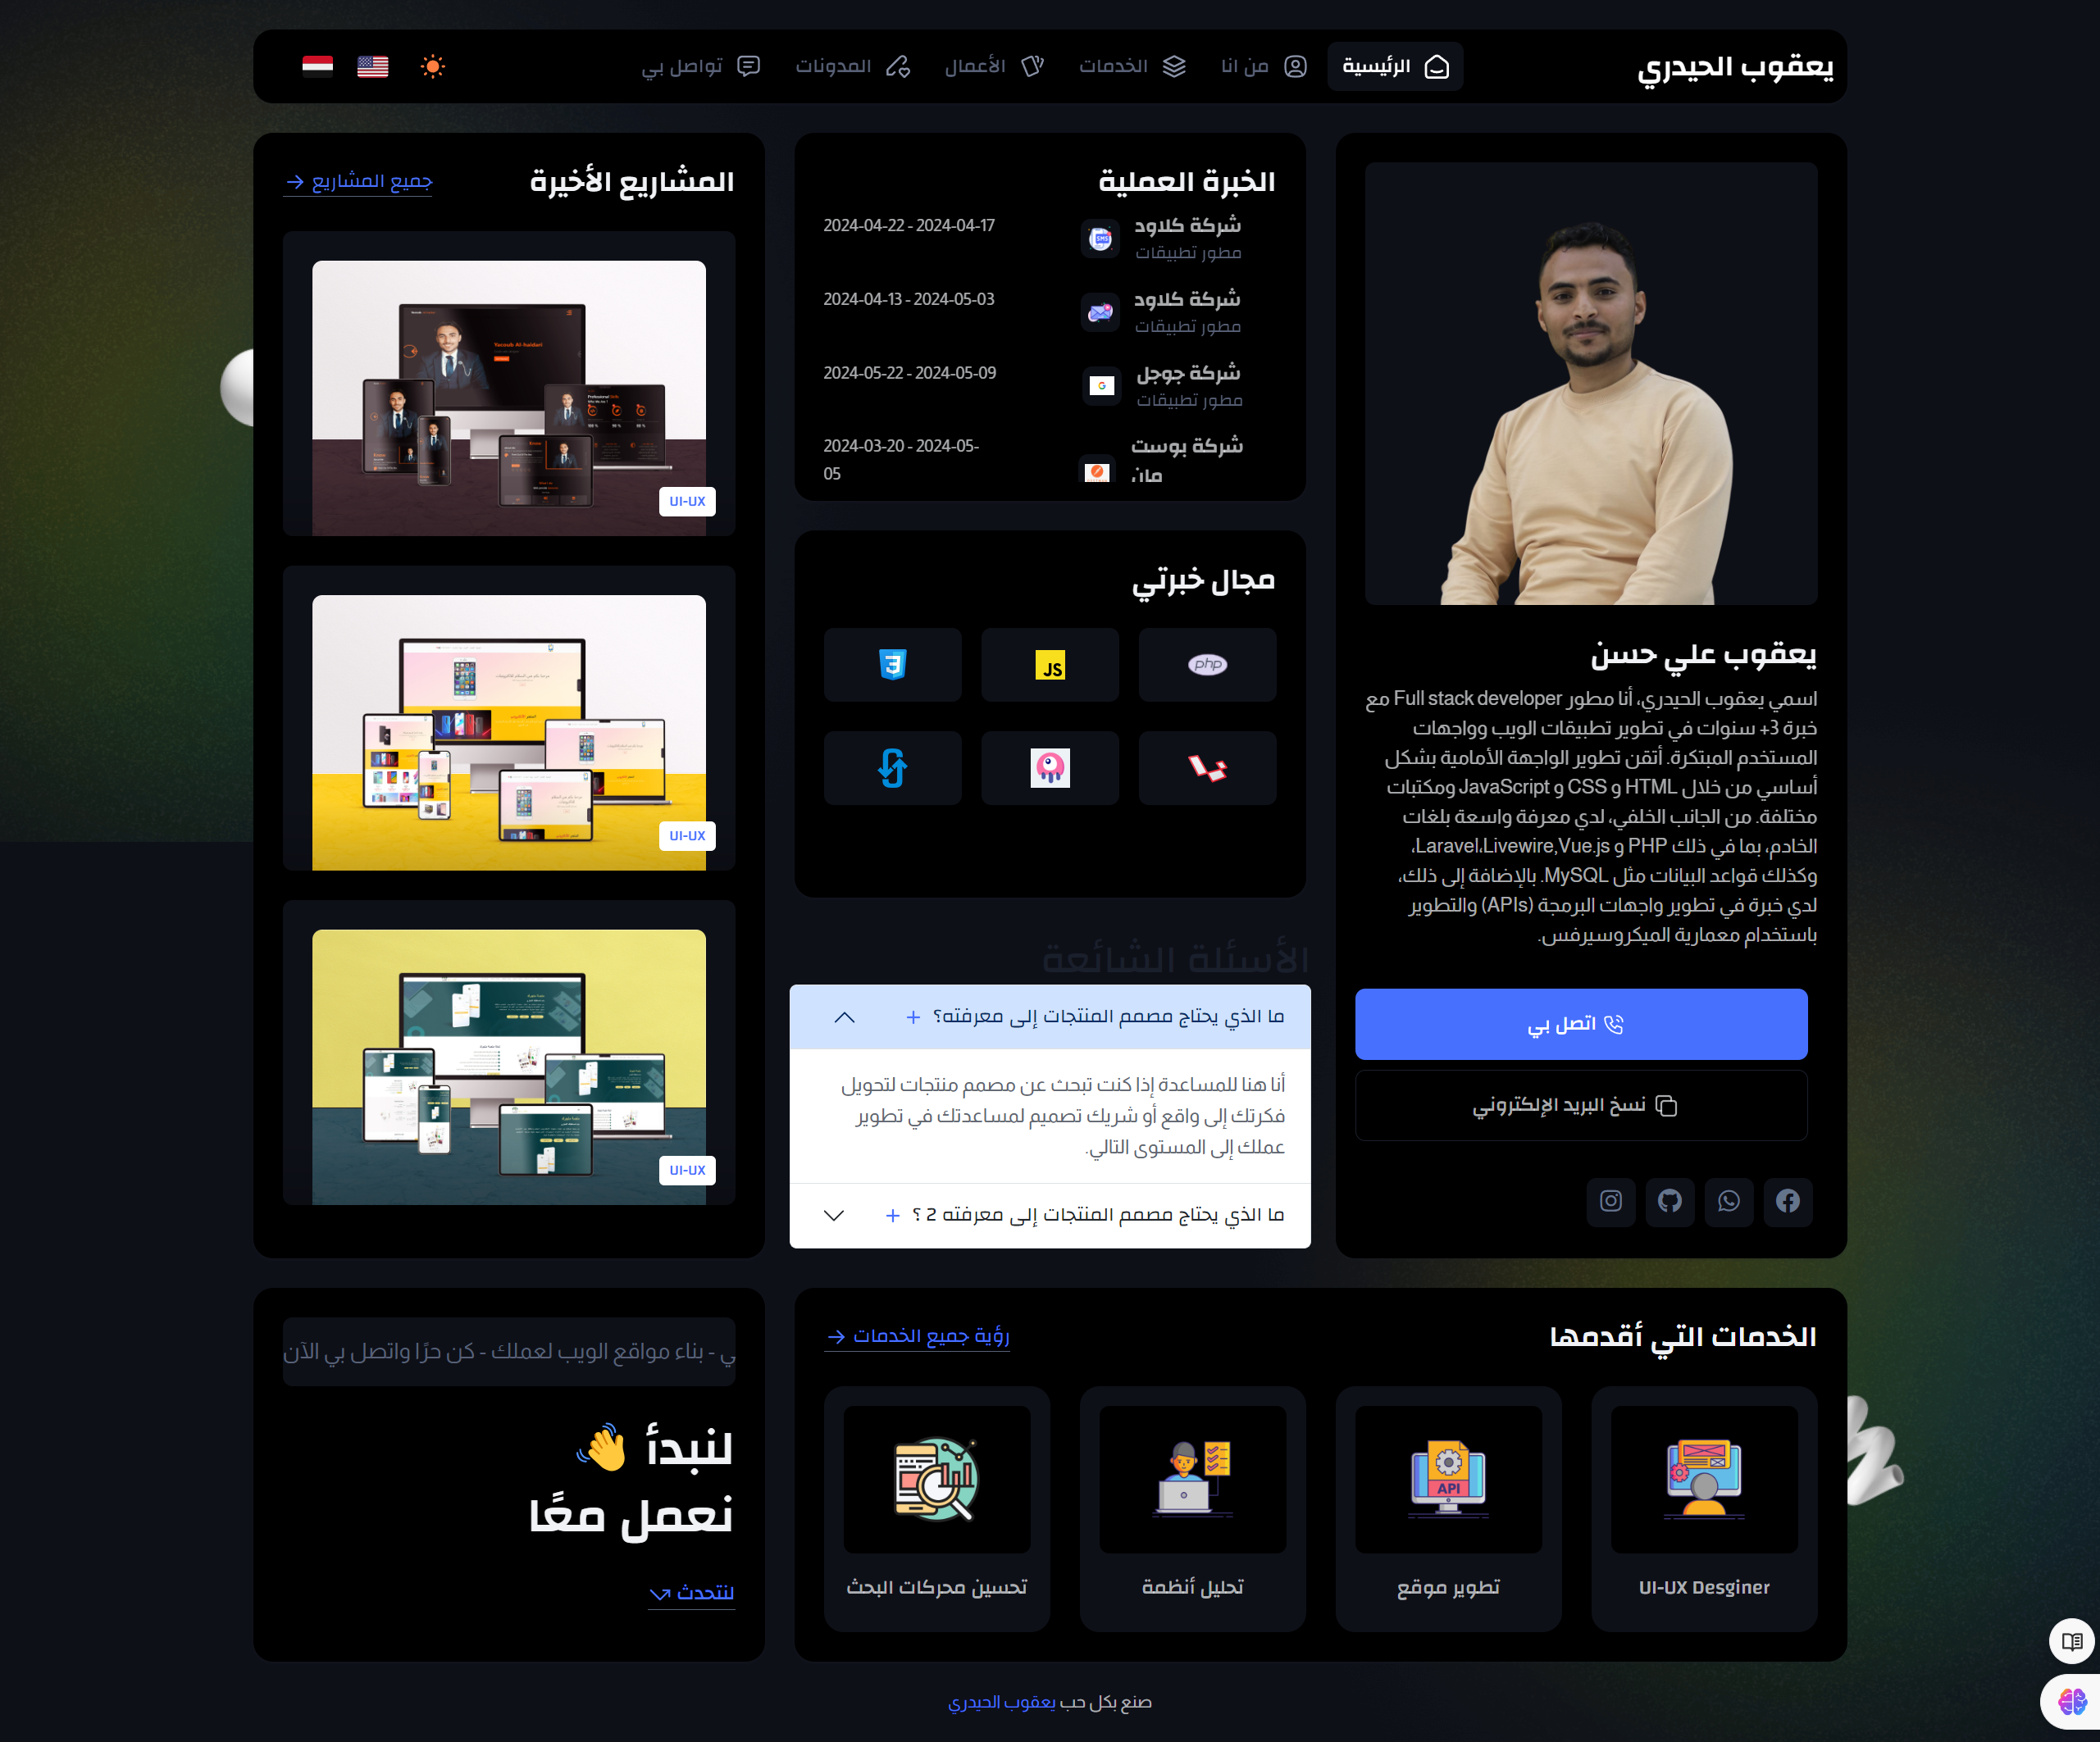 يعقوب الحيدري
الرئيسية
من انا
الخدمات
الأعمال
المدونات
تواصل بي
يعقوب علي حسن
اسمي يعقوب الحيدري، أنا مطور Full stack developer مع
خبرة 3+ سنوات في تطوير تطبيقات الويب وواجهات
المستخدم المبتكرة. أتقن تطوير الواجهة الأمامية بشكل
أساسي من خلال HTML و CSS و JavaScript ومكتبات
مختلفة. من الجانب الخلفي، لدي معرفة واسعة بلغات
الخادم، بما في ذلك PHP و Laravel،Livewire,Vue.js،
وكذلك قواعد البيانات مثل MySQL. بالإضافة إلى ذلك،
لدي خبرة في تطوير واجهات البرمجة (APIs) والتطوير
باستخدام معمارية الميكروسيرفس.
اتصل بي
نسخ البريد الإلكتروني
الخبرة العملية
شركة كلاود
مطور تطبيقات
2024-04-22 - 2024-04-17
شركة كلاود
مطور تطبيقات
2024-04-13 - 2024-05-03
شركة جوجل
مطور تطبيقات
2024-05-22 - 2024-05-09
شركة بوست
مان
2024-03-20 - 2024-05-
05
مجال خبرتي
php
JS
3
الأسئلة الشائعة
ما الذي يحتاج مصمم المنتجات إلى معرفته؟ +
أنا هنا للمساعدة إذا كنت تبحث عن مصمم منتجات لتحويل
فكرتك إلى واقع أو شريك تصميم لمساعدتك في تطوير
عملك إلى المستوى التالي.
ما الذي يحتاج مصمم المنتجات إلى معرفته 2 ؟ +
المشاريع الأخيرة
جميع المشاريع
Yacoub Al-haidari
UI-UX
UI-UX
UI-UX
الخدمات التي أقدمها
رؤية جميع الخدمات
UI-UX Desginer
API
تطوير موقع
تحليل أنظمة
تحسين محركات البحث
ي - بناء مواقع الويب لعملك - كن حرًا واتصل بي الآن
لنبدأ
نعمل معًا
لنتحدث
صنع بكل حب يعقوب الحيدري